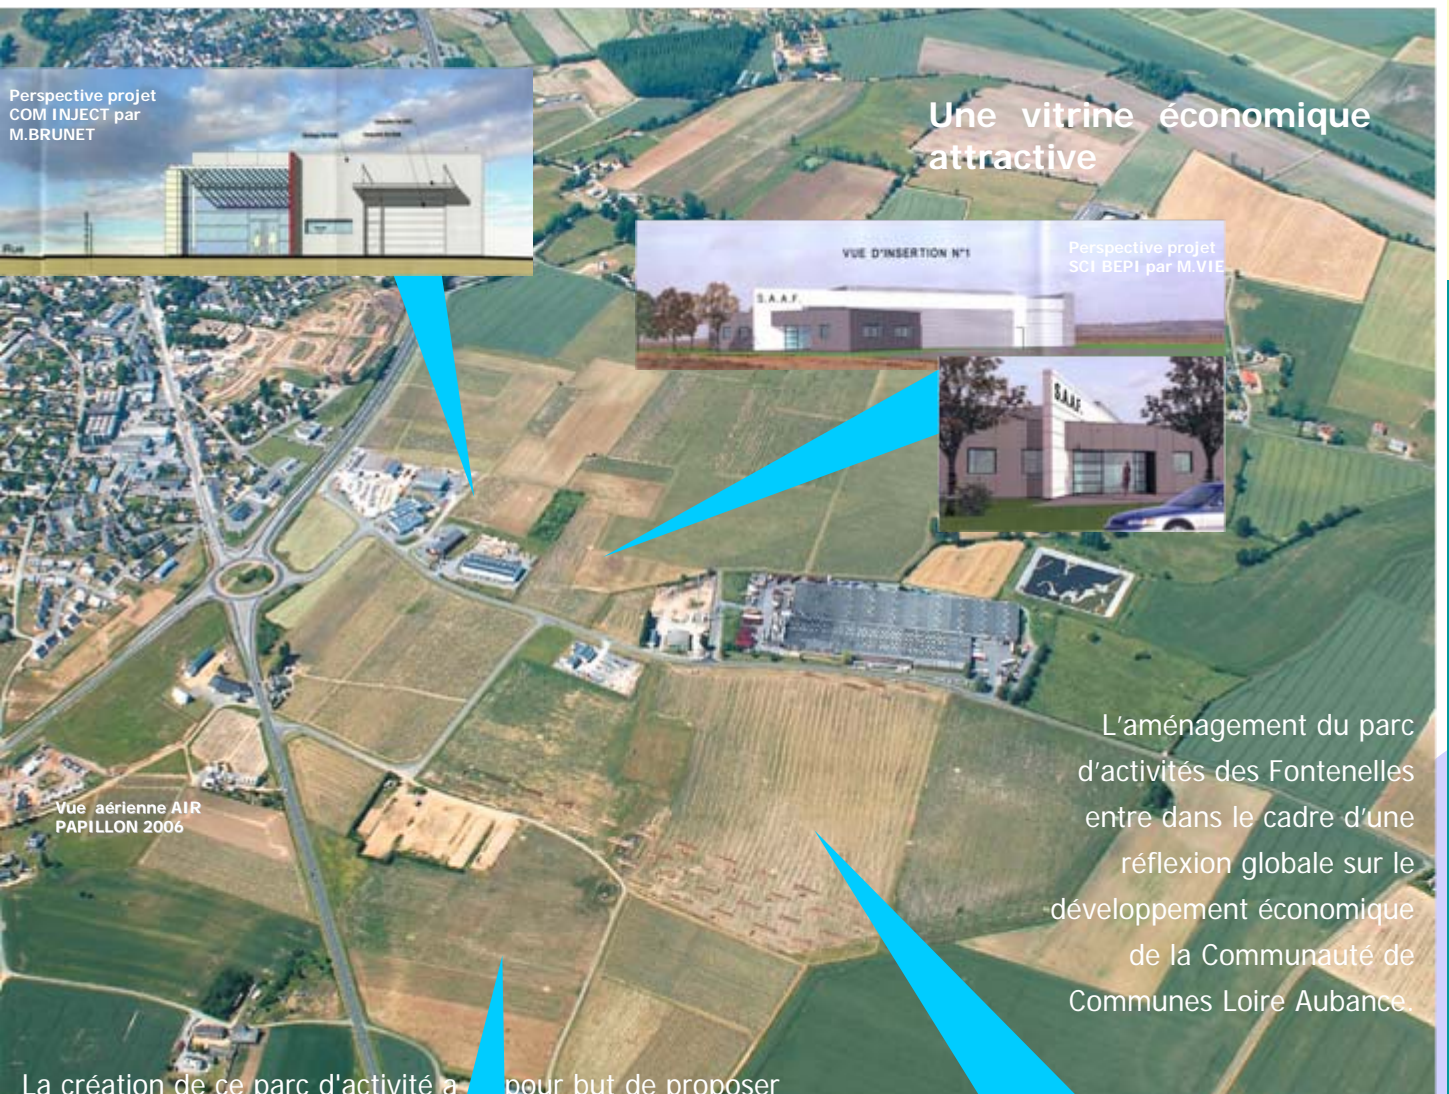 Perspective projet
COM INJECT par
M.BRUNET
Rue
Une vitrine économique
attractive
VUE D'INSERTION N°1
Perspective projet
SCI BEPI par M.VIE
S.A.A.F.
S.A.A.F.
L'aménagement du parc
d'activités des Fontenelles
entre dans le cadre d'une
réflexion globale sur le
développement économique
de la Communauté de
Communes Loire Aubance.
Vue aérienne AIR
PAPILLON 2006
La création de ce parc d'activité a pour but de proposer